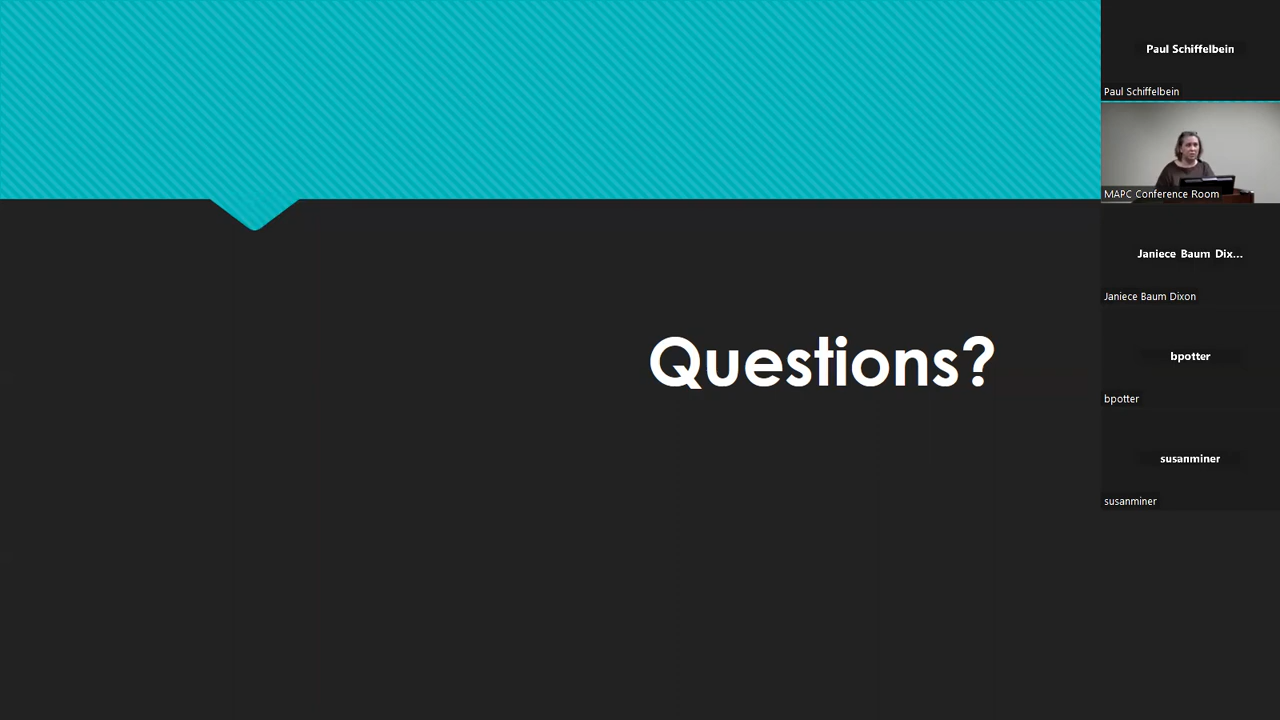 Questions?
Paul Schiffelbein
Paul Schiffelbein
MAPC Conference Room
Janiece Baum Dix...
Janiece Baum Dixon
bpotter
bpotter
susanminer
susanminer